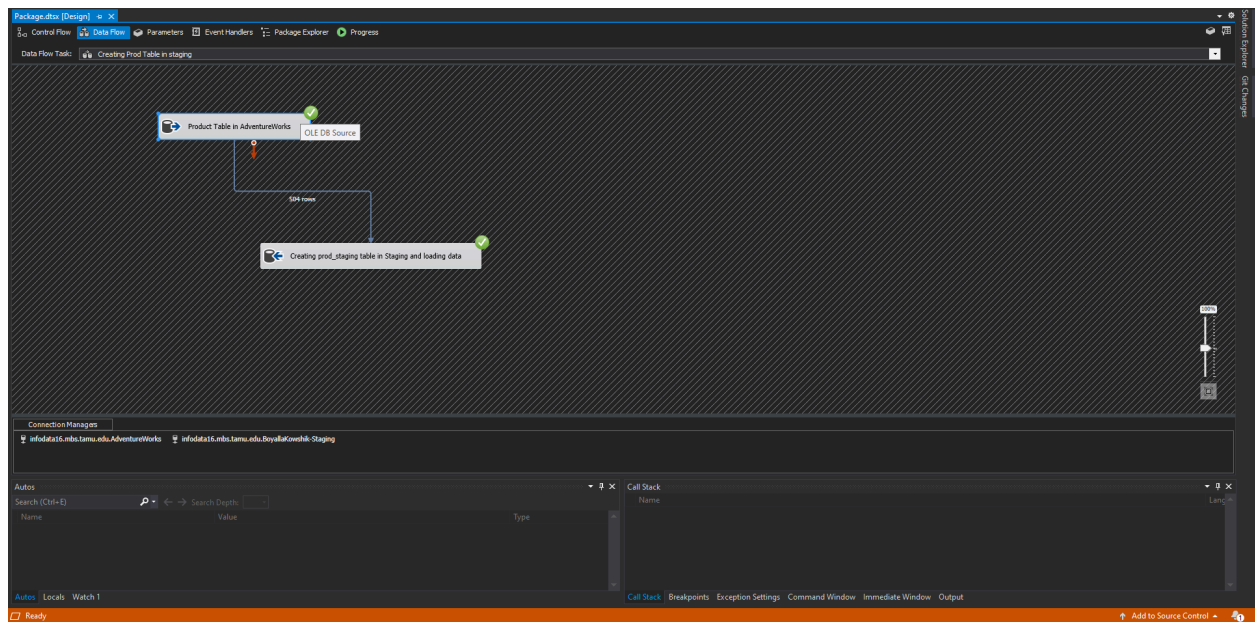 Package.dtsx [Design]
Control Flow Data Flow Parameters Event Handlers Package Explorer Progress
Data Flow Task: Creating Prod Table in staging
Product Table in AdventureWorks
OLE DB Source
504 rows
Creating prod_staging table in Staging and loading data
100%
Solution Explorer
Git Changes
Connection Managers
infodata16.mbs.tamu.edu.AdventureWorks infodata16.mbs.tamu.edu.BoyallaKowshik-Staging
Autos
Search (Ctrl+E) Search Depth:
Name Value Type
Autos Locals Watch 1
Call Stack
Name Lang
Call Stack Breakpoints Exception Settings Command Window Immediate Window Output
Ready Add to Source Control